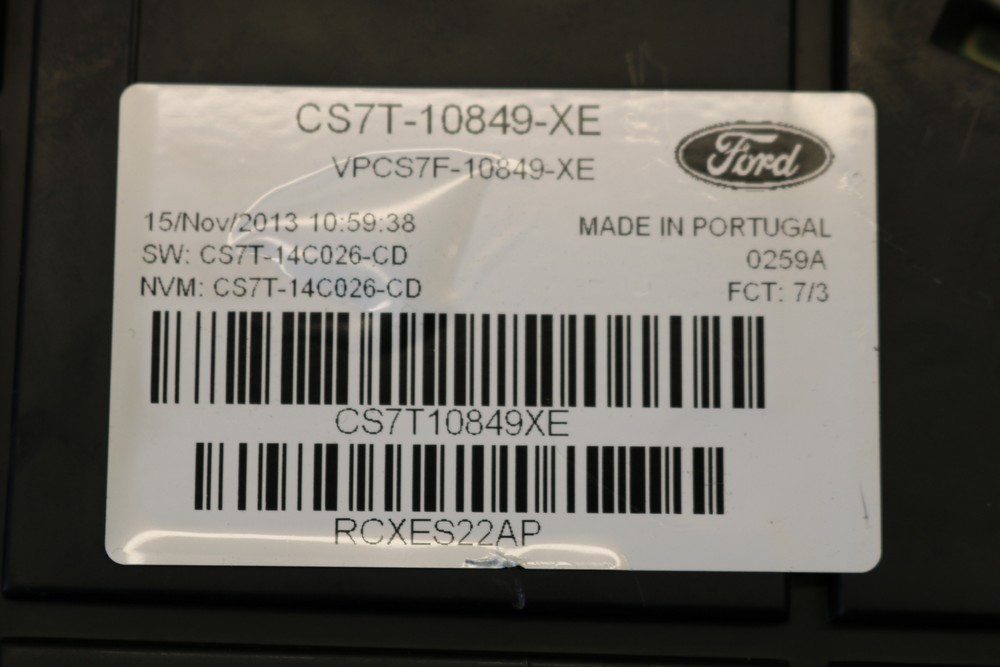 CS7T-10849-XE
Ford
VPCS7F-10849-XE
15/Nov/2013 10:59:38
MADE IN PORTUGAL
SW: CS7T-14C026-CD
0259A
NVM: CS7T-14C026-CD
FCT: 7/3
CS7T10849XE
RCXES22AP